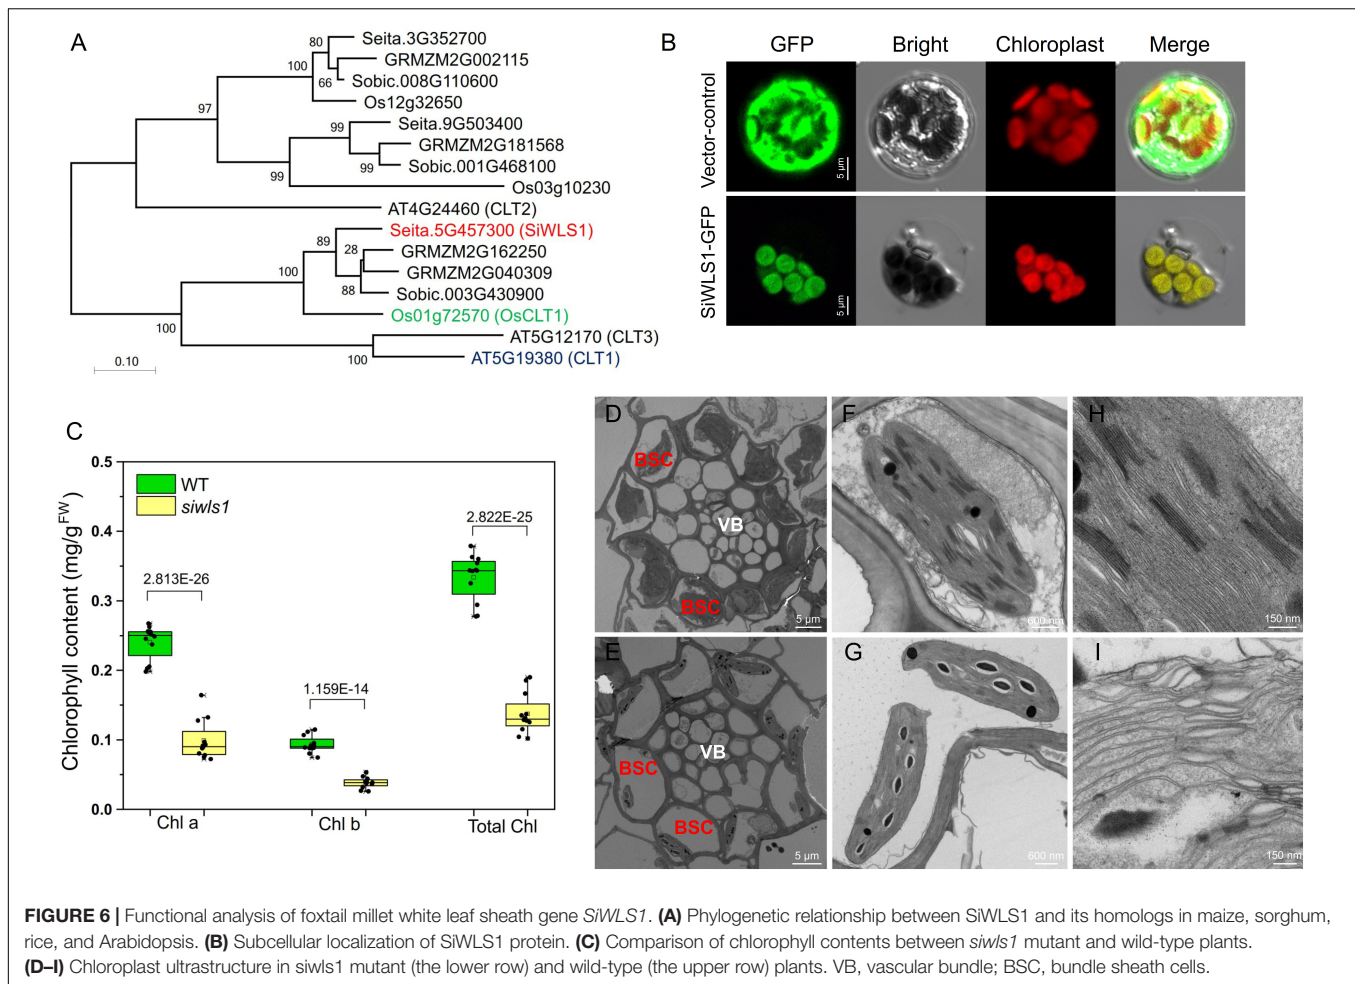 A
Seita.3G352700
GRMZM2G002115
Sobic.008G110600
Os12g32650
Seita.9G503400
GRMZM2G181568
Sobic.001G468100
Os03g10230
AT4G24460 (CLT2)
Seita.5G457300 (SiWLS1)
GRMZM2G162250
GRMZM2G040309
Sobic.003G430900
Os01g72570 (OsCLT1)
AT5G12170 (CLT3)
AT5G19380 (CLT1)
80
100
66
97
99
99
99
89
28
100
88
100
100
0.10
B
GFP Bright Chloroplast Merge
Vector-control
5 µm
SiWLS1-GFP
5 µm
C
Chlorophyll content (mg/g^FW)
0.5
0.4
0.3
0.2
0.1
0.0
WT
siwls1
2.813E-26
1.159E-14
2.822E-25
Chl a Chl b Total Chl
D
BSC
VB
BSC
5 µm
F
600 nm
H
150 nm
E
VB
BSC
BSC
5 µm
G
600 nm
I
150 nm
FIGURE 6 | Functional analysis of foxtail millet white leaf sheath gene SiWLS1. (A) Phylogenetic relationship between SiWLS1 and its homologs in maize, sorghum,
rice, and Arabidopsis. (B) Subcellular localization of SiWLS1 protein. (C) Comparison of chlorophyll contents between siwls1 mutant and wild-type plants.
(D–I) Chloroplast ultrastructure in siwls1 mutant (the lower row) and wild-type (the upper row) plants. VB, vascular bundle; BSC, bundle sheath cells.